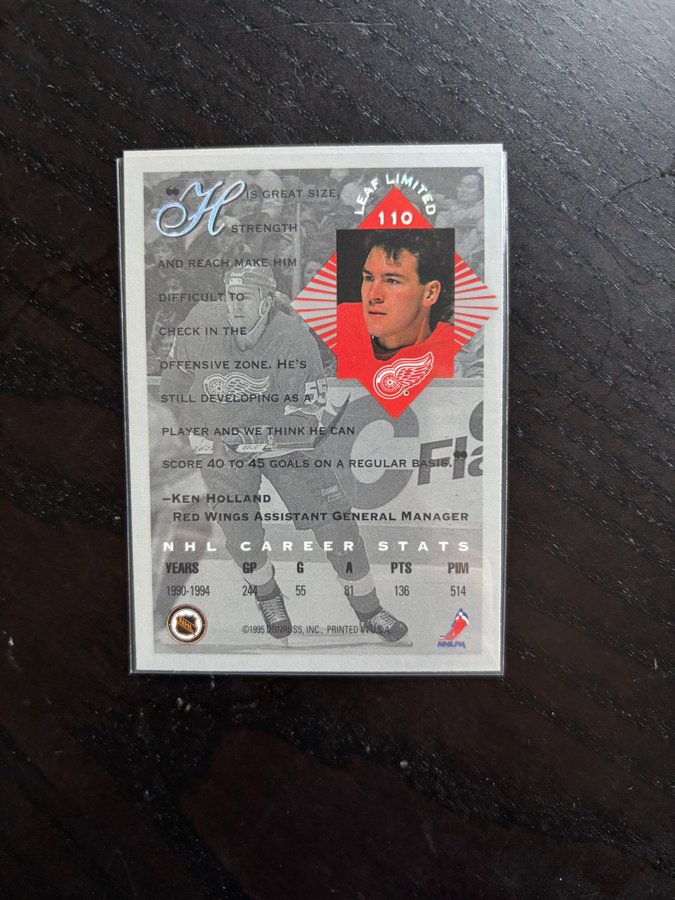 LEAF LIMITED
110
“HIS GREAT SIZE,
STRENGTH
AND REACH MAKE HIM
DIFFICULT TO
CHECK IN THE
OFFENSIVE ZONE. HE'S
STILL DEVELOPING AS A
PLAYER AND WE THINK HE CAN
SCORE 40 TO 45 GOALS ON A REGULAR BASIS.”
–KEN HOLLAND
RED WINGS ASSISTANT GENERAL MANAGER
NHL CAREER STATS
YEARS GP G A PTS PIM
1990-1994 244 55 81 136 514
©1995 DONRUSS, INC., PRINTED IN U.S.A.
NHL
NHLPA
55
C Fla